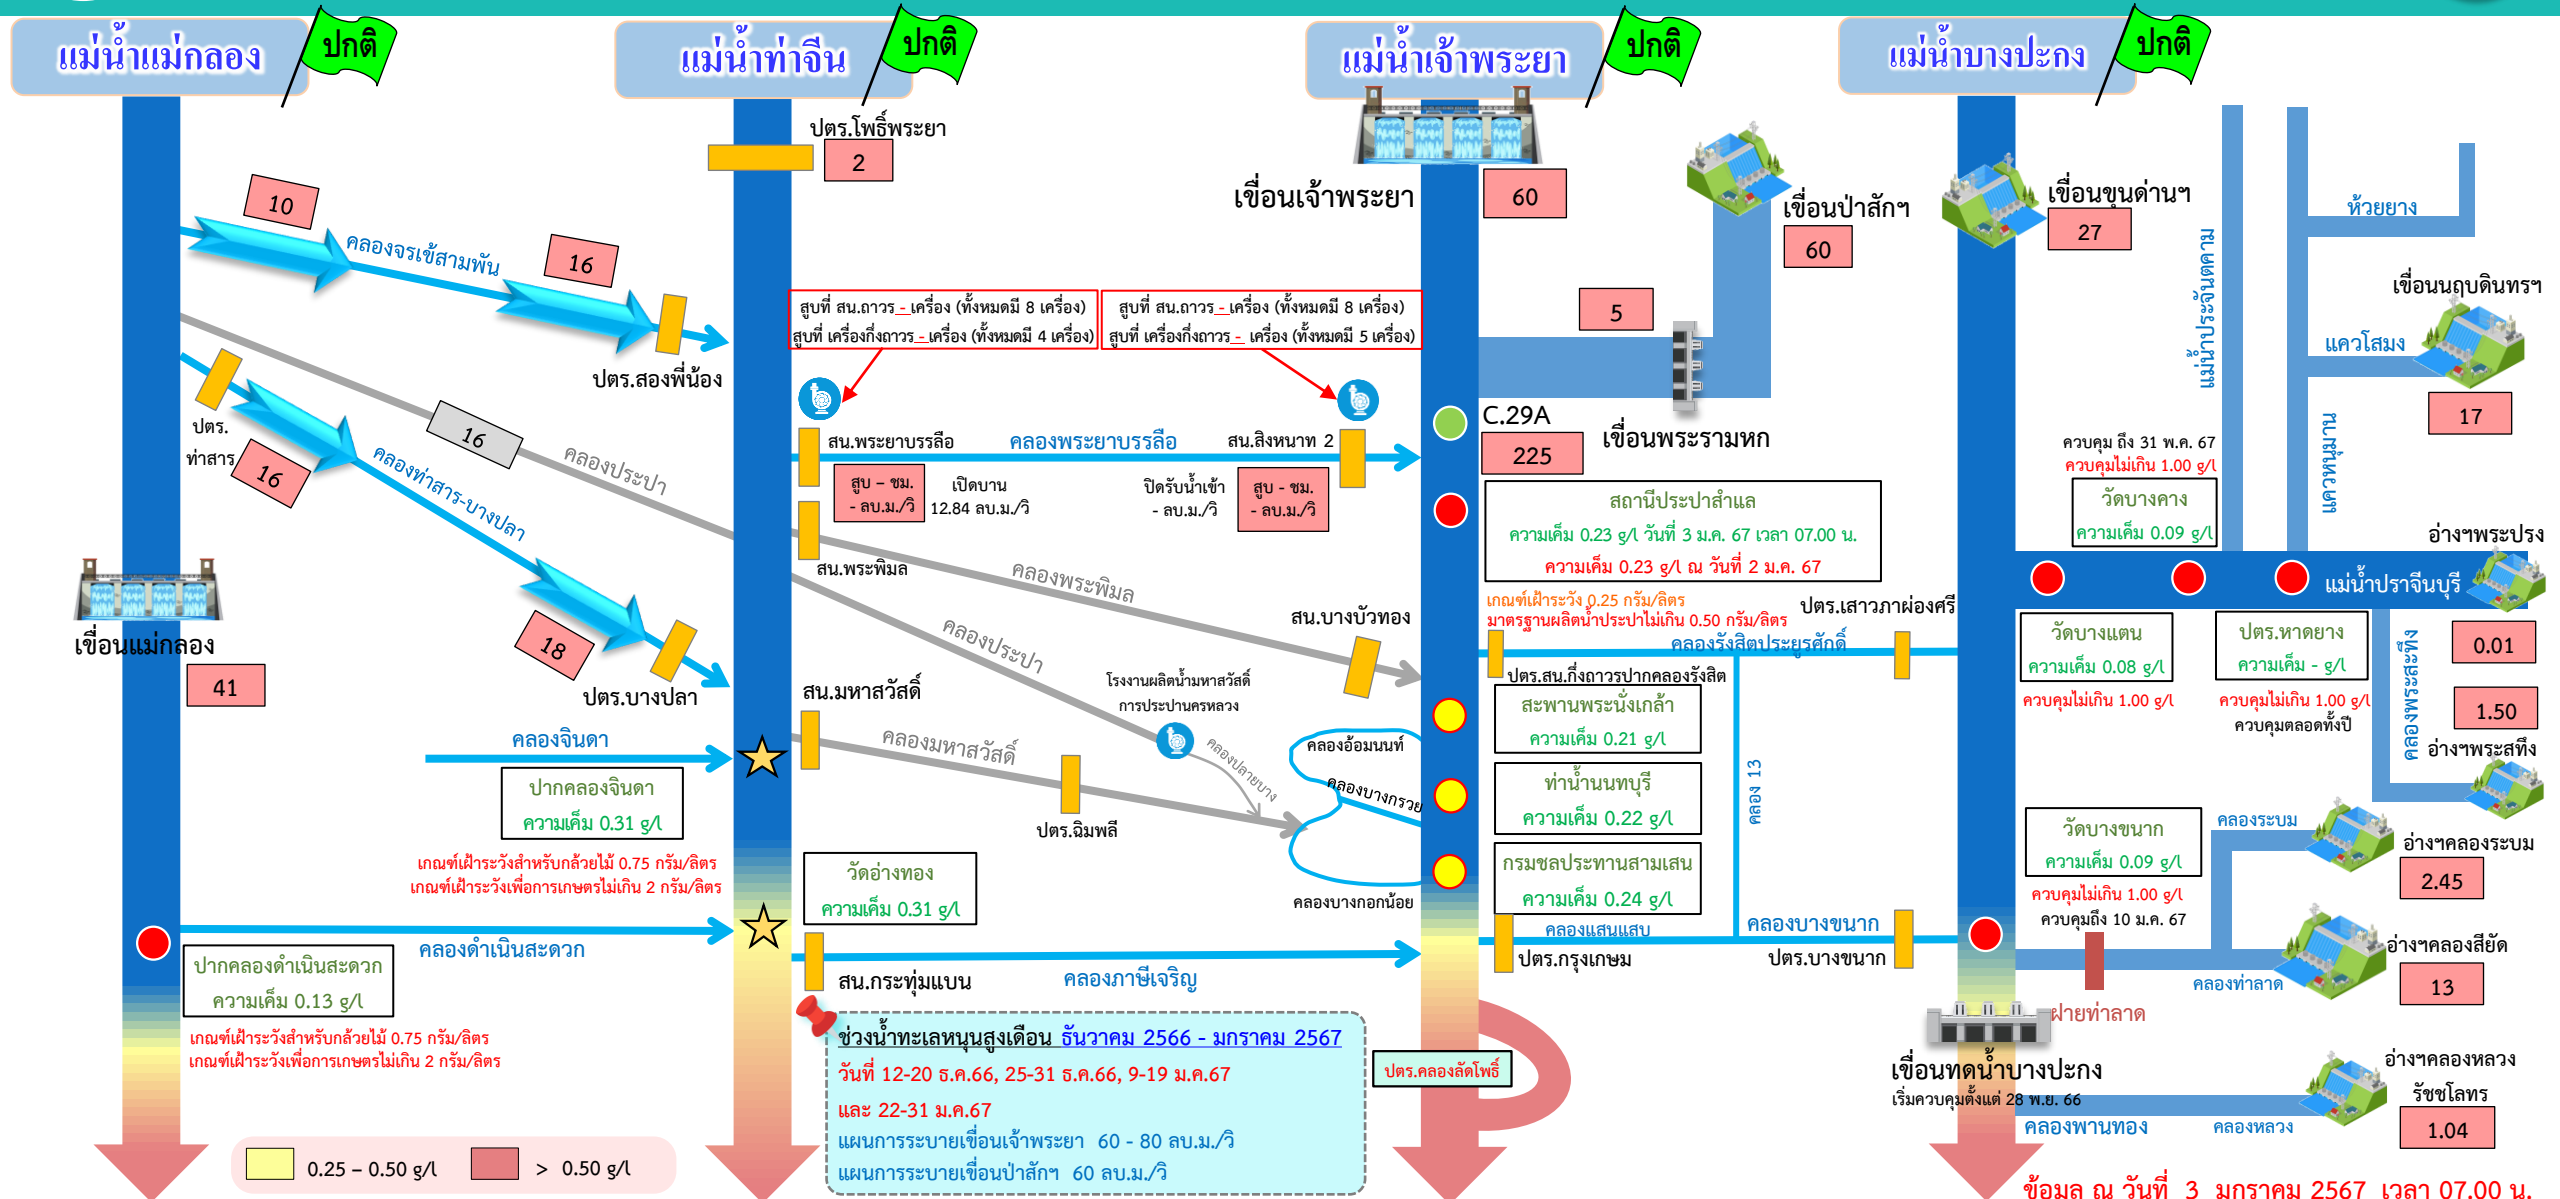 แม่น้ำแม่กลอง
ปกติ
แม่น้ำท่าจีน
ปกติ
แม่น้ำเจ้าพระยา
ปกติ
แม่น้ำบางปะกง
ปกติ
ปตร.โพธิ์พระยา
2
เขื่อนเจ้าพระยา
60
เขื่อนป่าสักฯ
60
5
เขื่อนพระรามหก
เขื่อนขุนด่านฯ
27
แม่น้ำประจันตคาม
ห้วยยาง
เขื่อนนฤบดินทรฯ
แควโสมง
17
แควหนุมาน
10
คลองจรเข้สามพัน
16
ปตร.สองพี่น้อง
สูบที่ สน.ถาวร - เครื่อง (ทั้งหมดมี 8 เครื่อง)
สูบที่ เครื่องกึ่งถาวร - เครื่อง (ทั้งหมดมี 4 เครื่อง)
สูบที่ สน.ถาวร - เครื่อง (ทั้งหมดมี 8 เครื่อง)
สูบที่ เครื่องกึ่งถาวร - เครื่อง (ทั้งหมดมี 5 เครื่อง)
ปตร.
ท่าสาร
16
16
คลองประปา
คลองท่าสาร-บางปลา
18
ปตร.บางปลา
สน.พระยาบรรลือ
คลองพระยาบรรลือ
สน.สิงหนาท 2
สูบ – ชม.
- ลบ.ม./วิ
เปิดบาน
12.84 ลบ.ม./วิ
ปิดรับน้ำเข้า
- ลบ.ม./วิ
สูบ - ชม.
- ลบ.ม./วิ
C.29A
225
สถานีประปาสำแล
ความเค็ม 0.23 g/l วันที่ 3 ม.ค. 67 เวลา 07.00 น.
ความเค็ม 0.23 g/l ณ วันที่ 2 ม.ค. 67
เกณฑ์เฝ้าระวัง 0.25 กรัม/ลิตร
มาตรฐานผลิตน้ำประปาไม่เกิน 0.50 กรัม/ลิตร
ควบคุม ถึง 31 พ.ค. 67
ควบคุมไม่เกิน 1.00 g/l
วัดบางคาง
ความเค็ม 0.09 g/l
อ่างฯพระปรง
แม่น้ำปราจีนบุรี
0.01
สน.พระพิมล
คลองพระพิมล
คลองประปา
สน.บางบัวทอง
เขื่อนแม่กลอง
41
ปตร.เสาวภาผ่องศรี
คลองรังสิตประยูรศักดิ์
ปตร.สน.กึ่งถาวรปากคลองรังสิต
วัดบางแตน
ความเค็ม 0.08 g/l
ควบคุมไม่เกิน 1.00 g/l
ปตร.หาดยาง
ความเค็ม - g/l
ควบคุมไม่เกิน 1.00 g/l
ควบคุมตลอดทั้งปี
คลองพระสะทึง
1.50
อ่างฯพระสทึง
สน.มหาสวัสดิ์
คลองมหาสวัสดิ์
โรงงานผลิตน้ำมหาสวัสดิ์
การประปานครหลวง
คลองปลายบาง
ปตร.ฉิมพลี
คลองอ้อมนนท์
คลองบางกรวย
คลองบางกอกน้อย
สะพานพระนั่งเกล้า
ความเค็ม 0.21 g/l
ท่าน้ำนนทบุรี
ความเค็ม 0.22 g/l
กรมชลประทานสามเสน
ความเค็ม 0.24 g/l
คลอง 13
คลองจินดา
ปากคลองจินดา
ความเค็ม 0.31 g/l
เกณฑ์เฝ้าระวังสำหรับกล้วยไม้ 0.75 กรัม/ลิตร
เกณฑ์เฝ้าระวังเพื่อการเกษตรไม่เกิน 2 กรัม/ลิตร
วัดอ่างทอง
ความเค็ม 0.31 g/l
วัดบางขนาก
ความเค็ม 0.09 g/l
ควบคุมไม่เกิน 1.00 g/l
ควบคุมถึง 10 ม.ค. 67
คลองระบม
อ่างฯคลองระบม
2.45
คลองดำเนินสะดวก
ปากคลองดำเนินสะดวก
ความเค็ม 0.13 g/l
เกณฑ์เฝ้าระวังสำหรับกล้วยไม้ 0.75 กรัม/ลิตร
เกณฑ์เฝ้าระวังเพื่อการเกษตรไม่เกิน 2 กรัม/ลิตร
สน.กระทุ่มแบน
คลองภาษีเจริญ
คลองแสนแสบ
ปตร.กรุงเกษม
คลองบางขนาก
ปตร.บางขนาก
อ่างฯคลองสียัด
13
คลองท่าลาด
ฝายท่าลาด
ช่วงน้ำทะเลหนุนสูงเดือน ธันวาคม 2566 - มกราคม 2567
วันที่ 12-20 ธ.ค.66, 25-31 ธ.ค.66, 9-19 ม.ค.67
และ 22-31 ม.ค.67
แผนการระบายเขื่อนเจ้าพระยา 60 - 80 ลบ.ม./วิ
แผนการระบายเขื่อนป่าสักฯ 60 ลบ.ม./วิ
ปตร.คลองลัดโพธิ์
เขื่อนทดน้ำบางปะกง
เริ่มควบคุมตั้งแต่ 28 พ.ย. 66
คลองพานทอง
คลองหลวง
อ่างฯคลองหลวง
รัชชโลทร
1.04
0.25 – 0.50 g/l
> 0.50 g/l
ข้อมูล ณ วันที่ 3 มกราคม 2567 เวลา 07.00 น.